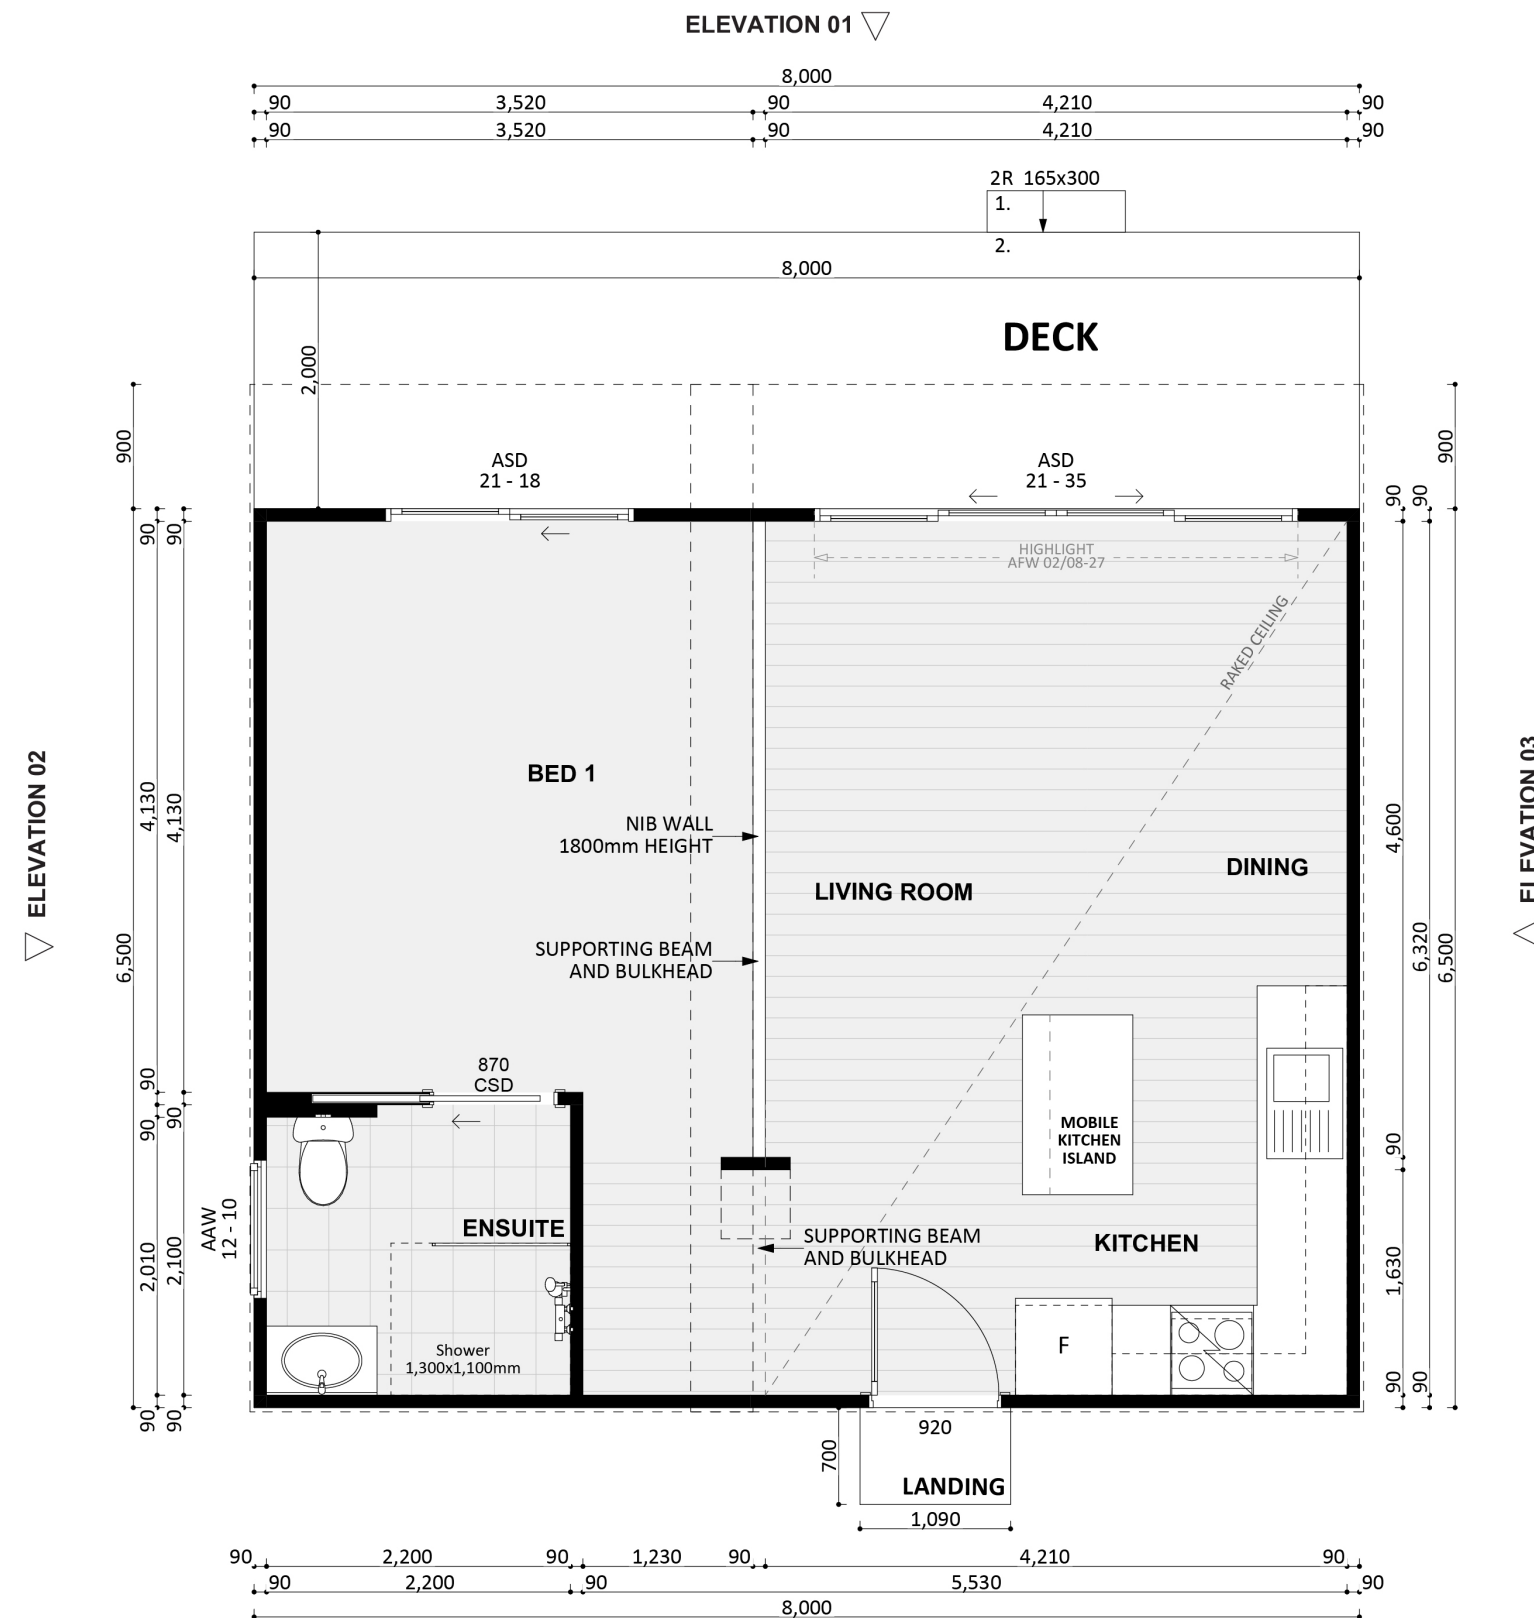 ELEVATION 01
8,000
90 3,520 90 4,210 90
90 3,520 90 4,210 90
2R 165x300
1.
2.
8,000
DECK
2,000
900
900
ASD
21 - 18
ASD
21 - 35
90 90
90 90
HIGHLIGHT
AFW 02/08-27
RAKED CEILING
BED 1
ELEVATION 02
ELEVATION 03
6,500
4,130
4,130
NIB WALL
1800mm HEIGHT
4,600
DINING
LIVING ROOM
SUPPORTING BEAM
AND BULKHEAD
6,320
6,500
870
CSD
90
90
90
90
MOBILE
KITCHEN
ISLAND
AAW
12 - 10
2,010
2,100
ENSUITE
SUPPORTING BEAM
AND BULKHEAD
KITCHEN
1,630
Shower
1,300x1,100mm
F
90 90
90 90
920
700
LANDING
1,090
90 2,200 90 1,230 90 4,210 90
90 2,200 90 5,530 90
8,000